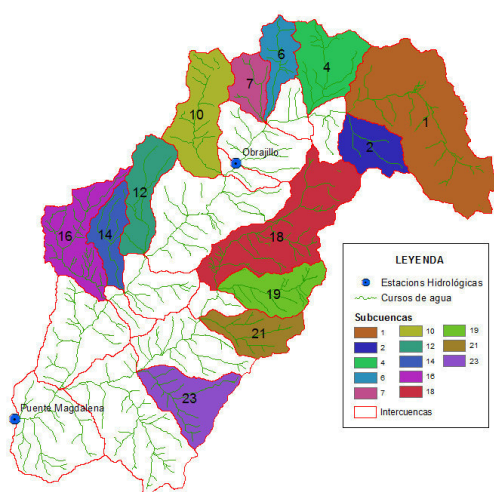 6
4
7
10
1
2
Obrajillo
12
16
14
18
19
21
23
Puente Magdalena
LEYENDA
Estacions Hidrológicas
Cursos de agua
Subcuencas
1 10 19
2 12 21
4 14 23
6 16
7 18
Intercuencas